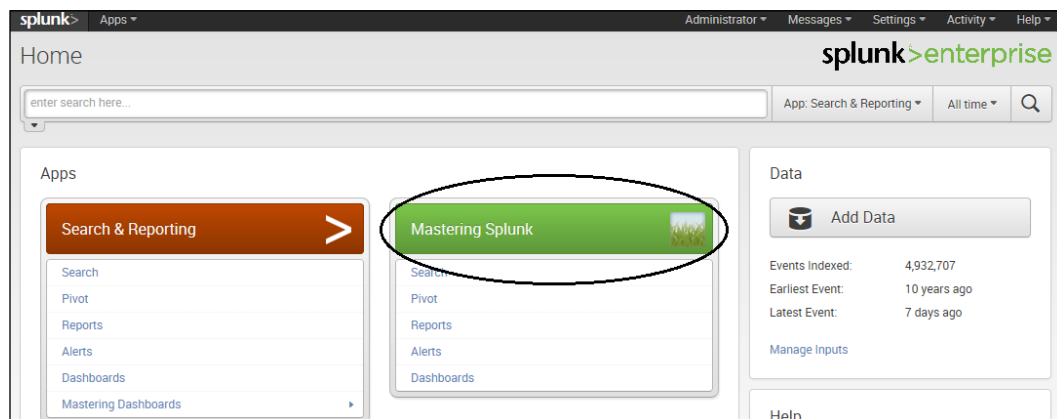 splunk> Apps Administrator Messages Settings Activity Help
Home
splunk>enterprise
enter search here...
App: Search & Reporting All time
Apps
Search & Reporting >
Search
Pivot
Reports
Alerts
Dashboards
Mastering Dashboards
Mastering Splunk
Search
Pivot
Reports
Alerts
Dashboards
Data
Add Data
Events Indexed: 4,932,707
Earliest Event: 10 years ago
Latest Event: 7 days ago
Manage Inputs
Help